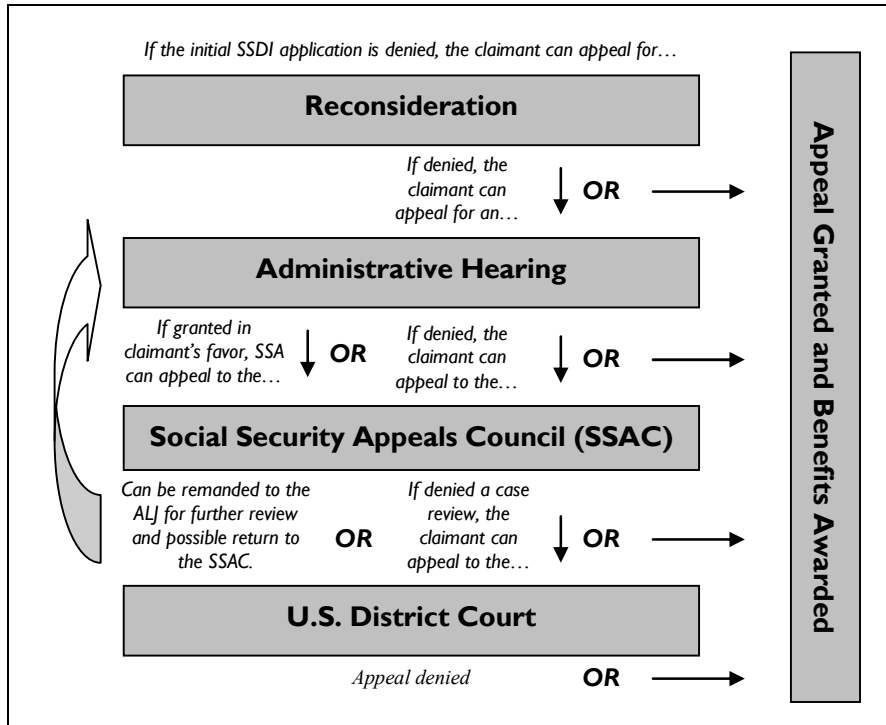 If the initial SSDI application is denied, the claimant can appeal for…
Reconsideration
If denied, the
claimant can
appeal for an…
OR
Administrative Hearing
If granted in
claimant’s favor, SSA
can appeal to the…
OR
If denied, the
claimant can
appeal to the…
OR
Social Security Appeals Council (SSAC)
Can be remanded to the
ALJ for further review
and possible return to
the SSAC.
OR
If denied a case
review, the
claimant can
appeal to the…
OR
U.S. District Court
Appeal denied
OR
Appeal Granted and Benefits Awarded